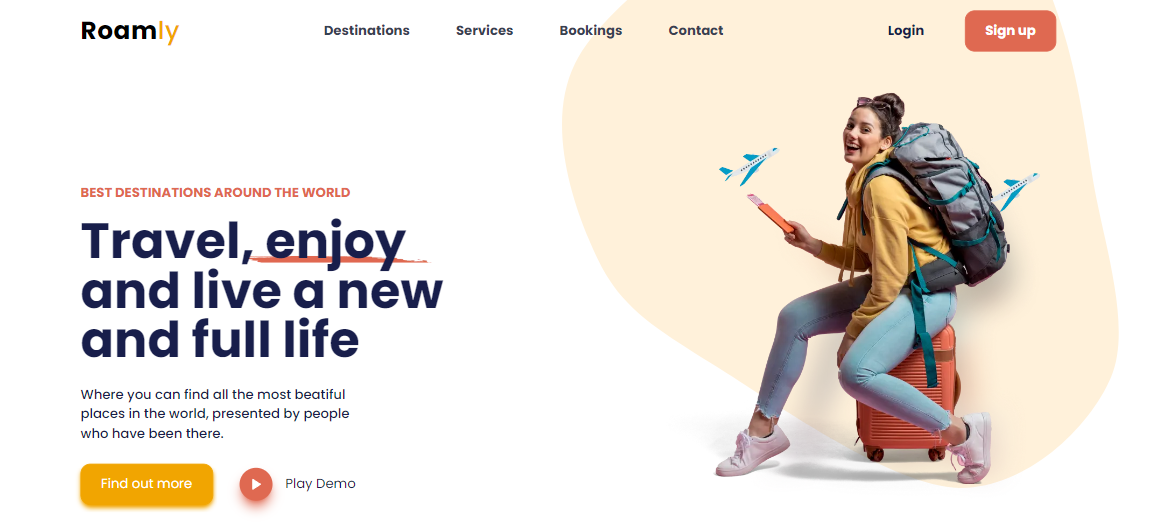 Roamly
Destinations Services Bookings Contact Login Sign up
BEST DESTINATIONS AROUND THE WORLD
Travel, enjoy
and live a new
and full life
Where you can find all the most beatiful
places in the world, presented by people
who have been there.
Find out more Play Demo